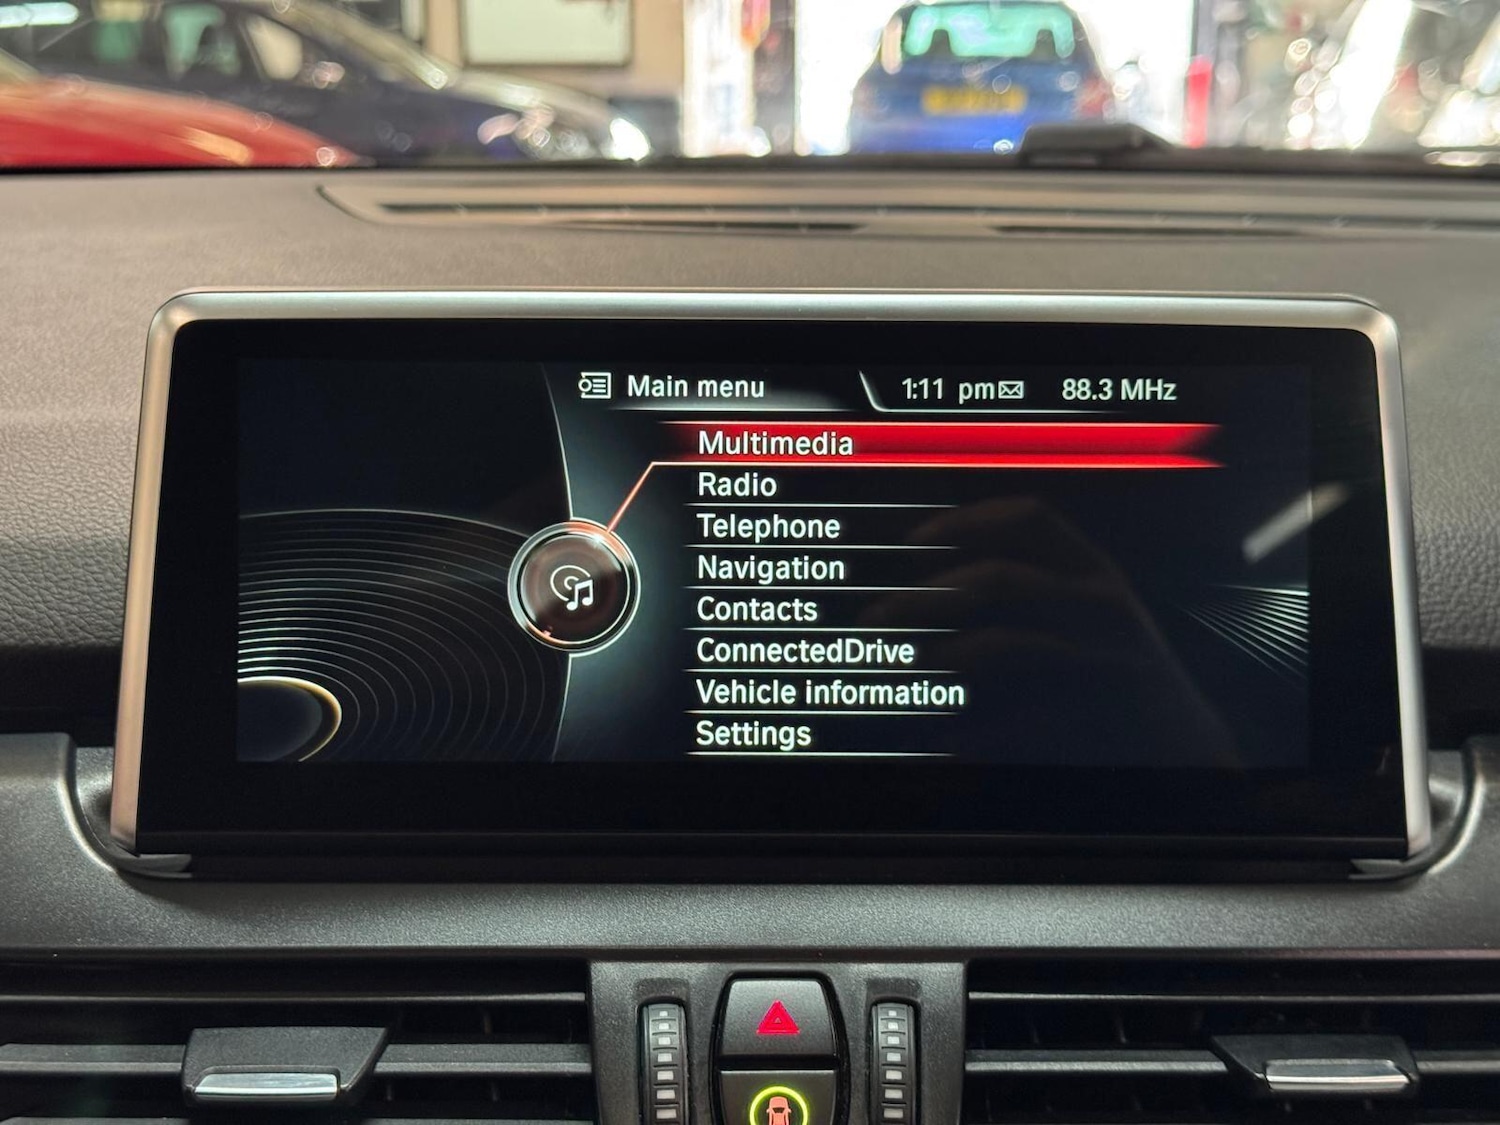 Main menu 1:11 pm 88.3 MHz
Multimedia
Radio
Telephone
Navigation
Contacts
ConnectedDrive
Vehicle information
Settings